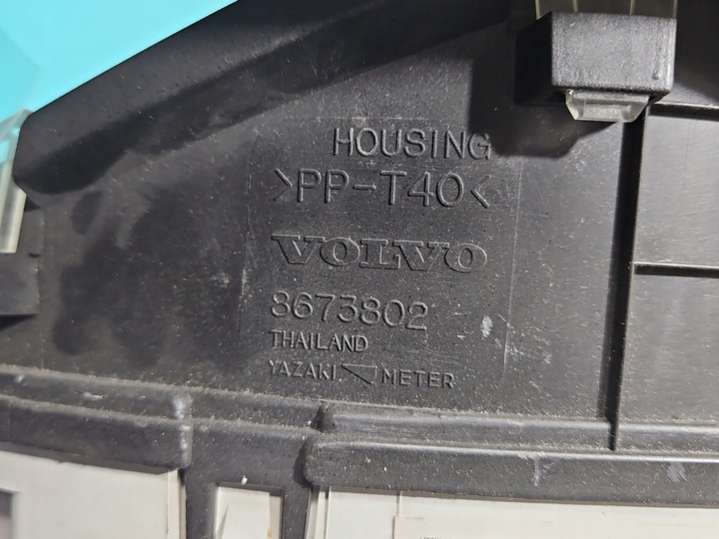 HOUSING
>PP-T40<
VOLVO
8673802
THAILAND
YAZAKI METER